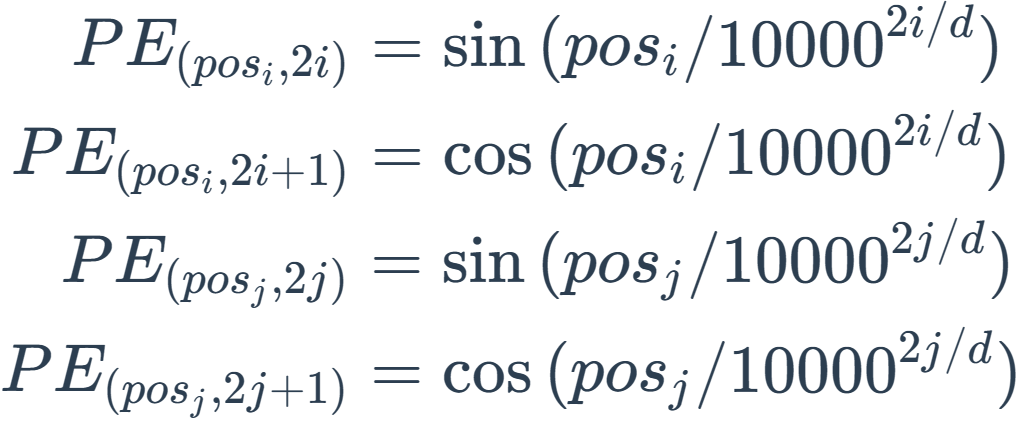 PE_{(pos_i,2i)} = sin (pos_i/10000^{2i/d})
PE_{(pos_i,2i+1)} = cos (pos_i/10000^{2i/d})
PE_{(pos_j,2j)} = sin (pos_j/10000^{2j/d})
PE_{(pos_j,2j+1)} = cos (pos_j/10000^{2j/d})